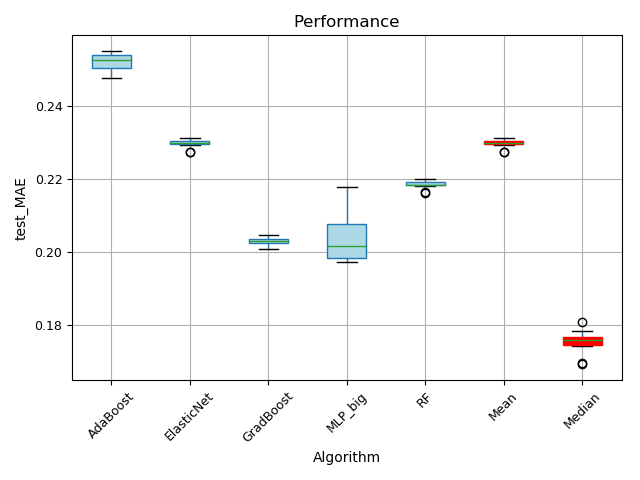 Performance
test_MAE
0.24
0.22
0.20
0.18
AdaBoost
ElasticNet
GradBoost
MLP_big
RF
Mean
Median
Algorithm